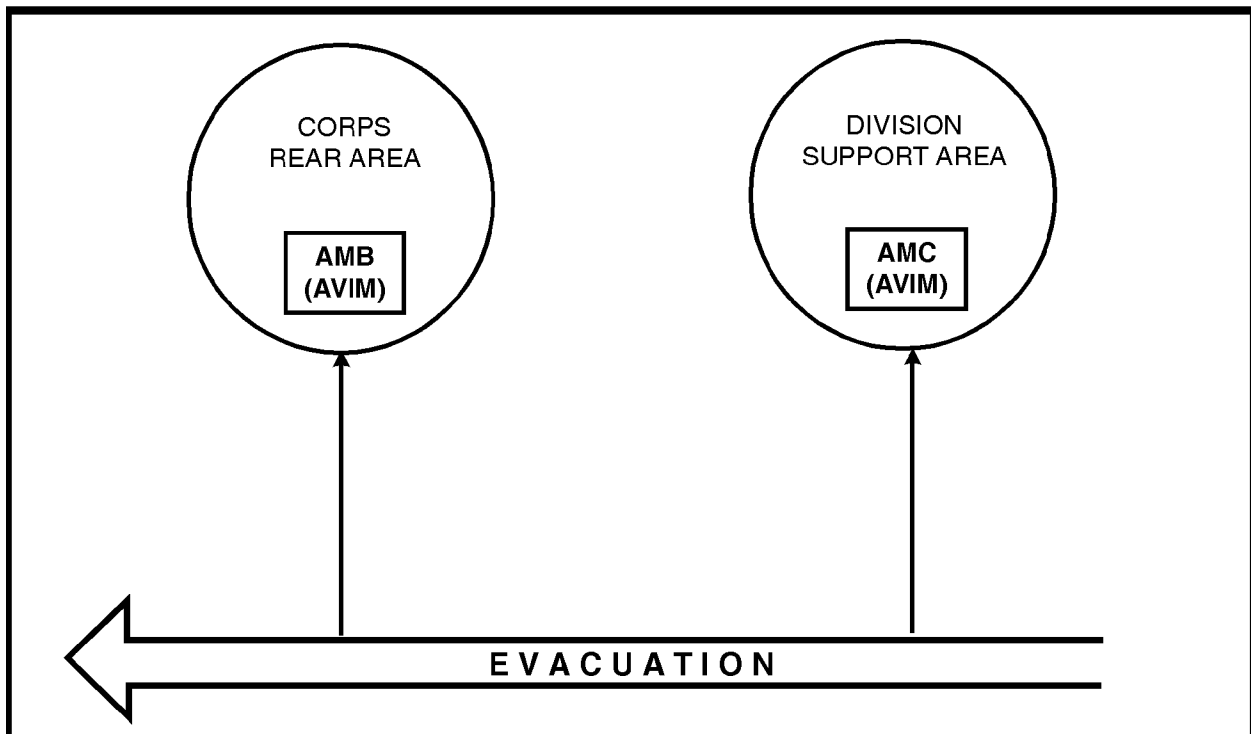 CORPS
REAR AREA
AMB
(AVIM)
DIVISION
SUPPORT AREA
AMC
(AVIM)
EVACUATION